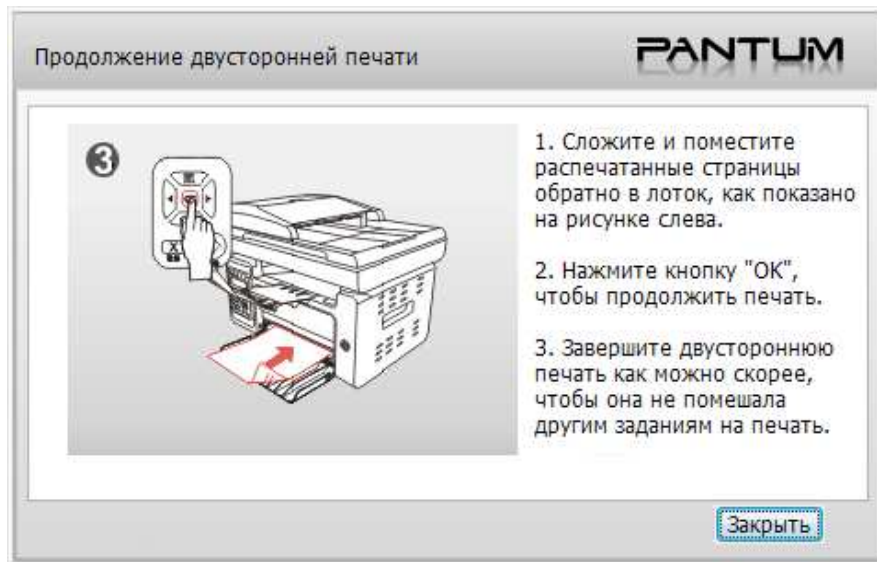 Продолжение двусторонней печати
PANTUM
3
1. Сложите и поместите
распечатанные страницы
обратно в лоток, как показано
на рисунке слева.
2. Нажмите кнопку "ОК",
чтобы продолжить печать.
3. Завершите двустороннюю
печать как можно скорее,
чтобы она не помешала
другим заданиям на печать.
Закрыть